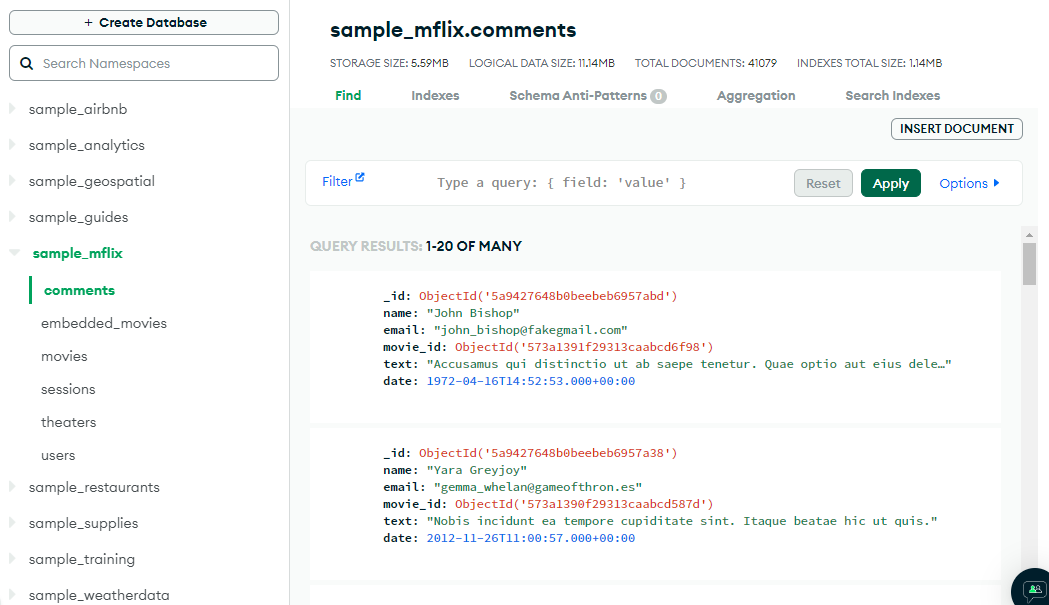 + Create Database
Search Namespaces
sample_airbnb
sample_analytics
sample_geospatial
sample_guides
sample_mflix
comments
embedded_movies
movies
sessions
theaters
users
sample_restaurants
sample_supplies
sample_training
sample_weatherdata
sample_mflix.comments
STORAGE SIZE: 5.59MB LOGICAL DATA SIZE: 11.14MB TOTAL DOCUMENTS: 41079 INDEXES TOTAL SIZE: 1.14MB
Find Indexes Schema Anti-Patterns 0 Aggregation Search Indexes
INSERT DOCUMENT
Filter Type a query: { field: 'value' } Reset Apply Options
QUERY RESULTS: 1-20 OF MANY
_id: ObjectId('5a9427648b0beebeb6957abd')
name: "John Bishop"
email: "john_bishop@fakegmail.com"
movie_id: ObjectId('573a1391f29313caabcd6f98')
text: "Accusamus qui distinctio ut ab saepe tenetur. Quae optio aut eius dele…"
date: 1972-04-16T14:52:53.000+00:00
_id: ObjectId('5a9427648b0beebeb6957a38')
name: "Yara Greyjoy"
email: "gemma_whelan@gameofthron.es"
movie_id: ObjectId('573a1390f29313caabcd587d')
text: "Nobis incidunt ea tempore cupiditate sint. Itaque beatae hic ut quis."
date: 2012-11-26T11:00:57.000+00:00